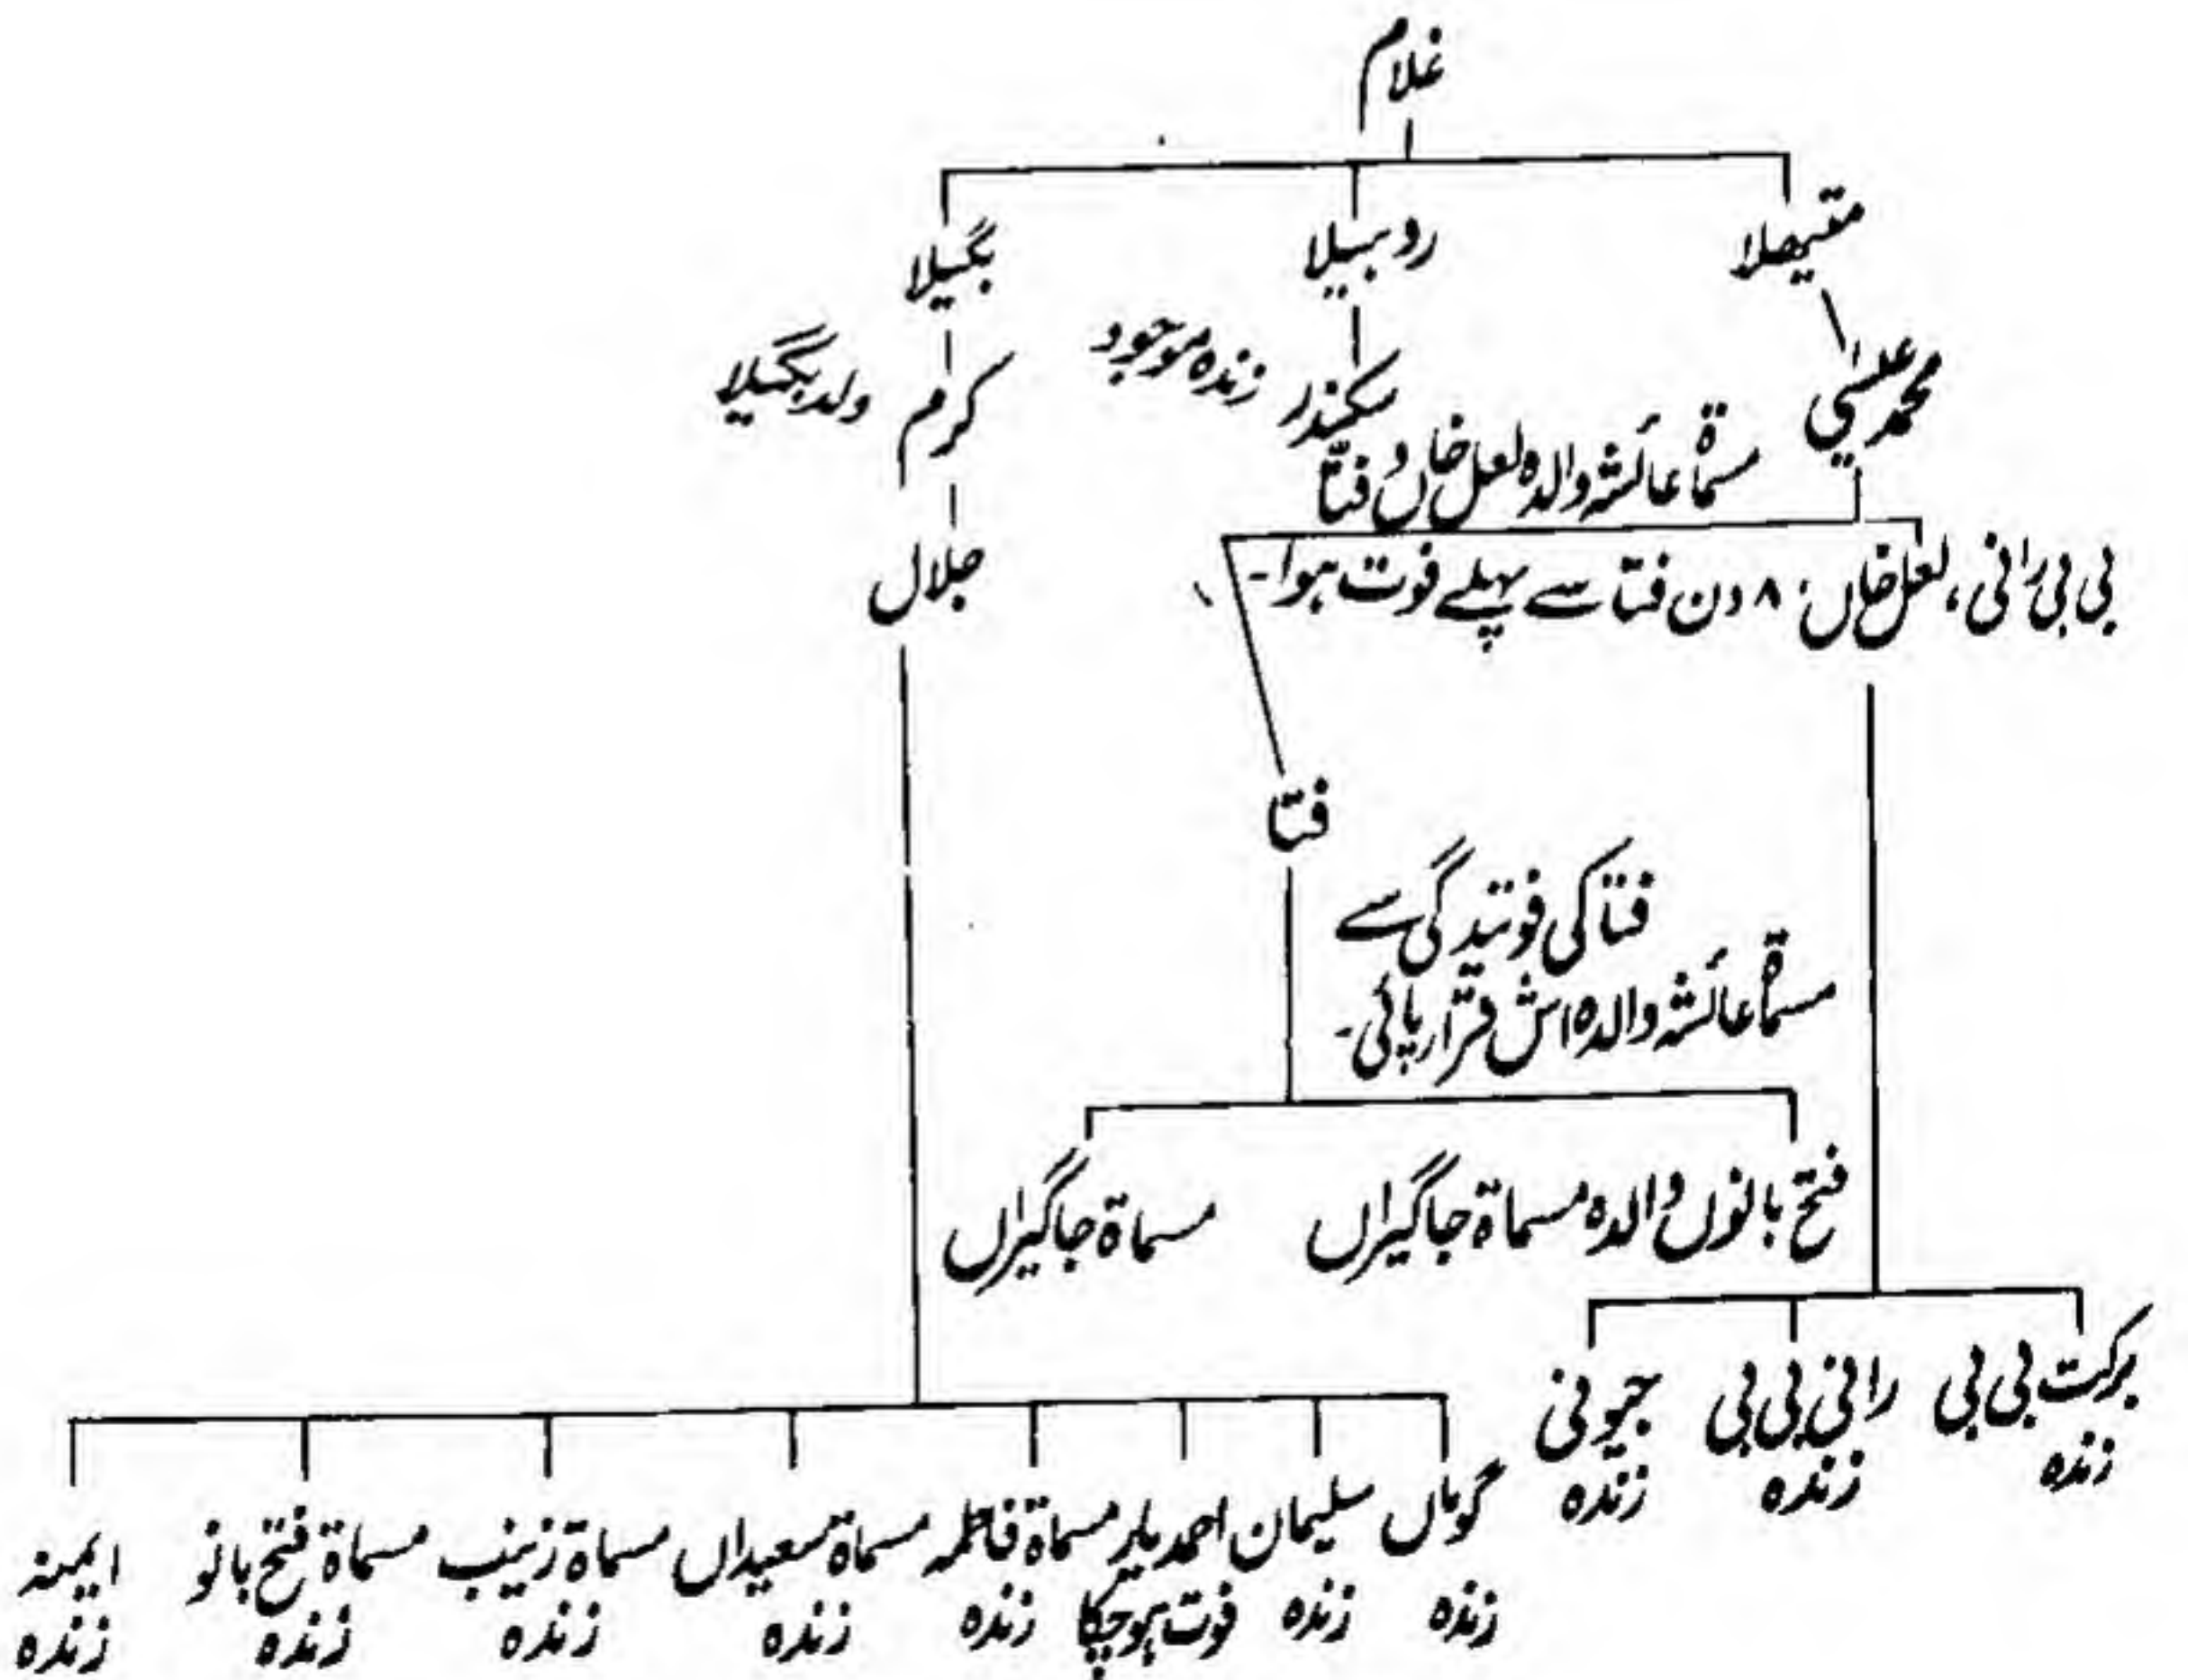 غلام
مقیصلا روبیلا بگیلا
محمد عیسٰی سکندر زندہ موجود کرم ولد بگیلا
مسماۃ عائشہ والدہ لعل خاں و فتا
جلال
بی بی رانی، لعل خاں: ۸ دن فتا سے پہلے فوت ہوا۔
فتا
فتا کی فوتیدگی سے
مسماۃ عائشہ والدہ اش قرار پائی۔
فتح بانوں والدہ مسماۃ جاگیراں مسماۃ جاگیراں
برکت بی بی رانی بی بی جیونی
زندہ زندہ زندہ
گوہاں سلیمان احمد یار مسماۃ فاطمہ مسماۃ سعیداں مسماۃ زینب مسماۃ فتح بانو ایمنہ
زندہ زندہ فوت ہوچکا زندہ زندہ زندہ زندہ زندہ